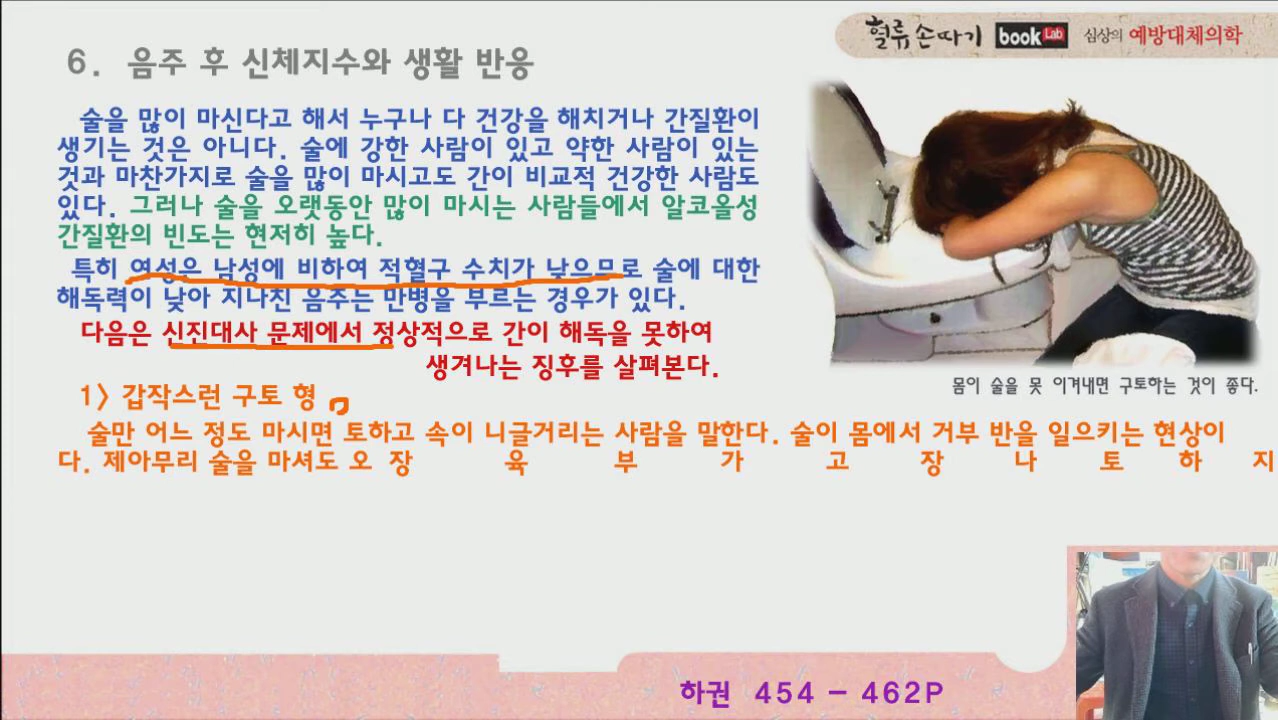 혈류 손따기 book Lab 심상의 예방대체의학
6. 음주 후 신체지수와 생활 반응
술을 많이 마신다고 해서 누구나 다 건강을 해치거나 간질환이
생기는 것은 아니다. 술에 강한 사람이 있고 약한 사람이 있는
것과 마찬가지로 술을 많이 마시고도 간이 비교적 건강한 사람도
있다. 그러나 술을 오랫동안 많이 마시는 사람들에서 알코올성
간질환의 빈도는 현저히 높다.
특히 여성은 남성에 비하여 적혈구 수치가 낮으므로 술에 대한
해독력이 낮아 지나친 음주는 만병을 부르는 경우가 있다.
다음은 신진대사 문제에서 정상적으로 간이 해독을 못하여
생겨나는 징후를 살펴본다.
몸이 술을 못 이겨내면 구토하는 것이 좋다.
1> 갑작스런 구토 형
술만 어느 정도 마시면 토하고 속이 니글거리는 사람을 말한다. 술이 몸에서 거부 반을 일으키는 현상이
다. 제아무리 술을 마셔도 오 장 육 부 가 고 장 나 토 하 지
하권 454 - 462P